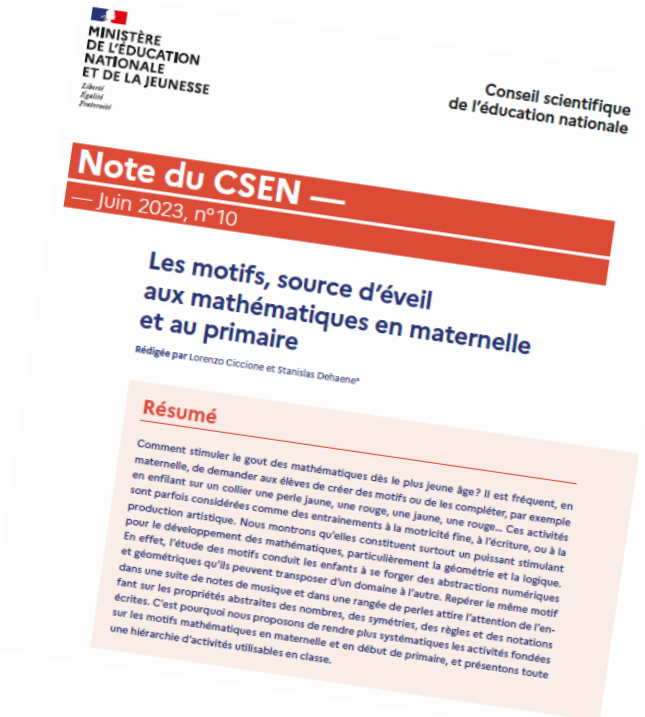 MINISTÈRE
DE L'ÉDUCATION
NATIONALE
ET DE LA JEUNESSE
Liberté
Égalité
Fraternité
Conseil scientifique
de l'éducation nationale
Note du CSEN —
— Juin 2023, n°10
Les motifs, source d'éveil
aux mathématiques en maternelle
et au primaire
Rédigée par Lorenzo Ciccione et Stanislas Dehaene*
Résumé
Comment stimuler le gout des mathématiques dès le plus jeune âge? Il est fréquent, en
maternelle, de demander aux élèves de créer des motifs ou de les compléter, par exemple
en enfilant sur un collier une perle jaune, une rouge, une jaune, une rouge... Ces activités
sont parfois considérées comme des entrainements à la motricité fine, à l'écriture, ou à la
production artistique. Nous montrons qu'elles constituent surtout un puissant stimulant
pour le développement des mathématiques, particulièrement la géométrie et la logique.
En effet, l'étude des motifs conduit les enfants à se forger des abstractions numériques
et géométriques qu'ils peuvent transposer d'un domaine à l'autre. Repérer le même motif
dans une suite de notes de musique et dans une rangée de perles attire l'attention de l'en-
fant sur les propriétés abstraites des nombres, des symétries, des règles et des notations
écrites. C'est pourquoi nous proposons de rendre plus systématiques les activités fondées
sur les motifs mathématiques en maternelle et en début de primaire, et présentons toute
une hiérarchie d'activités utilisables en classe.